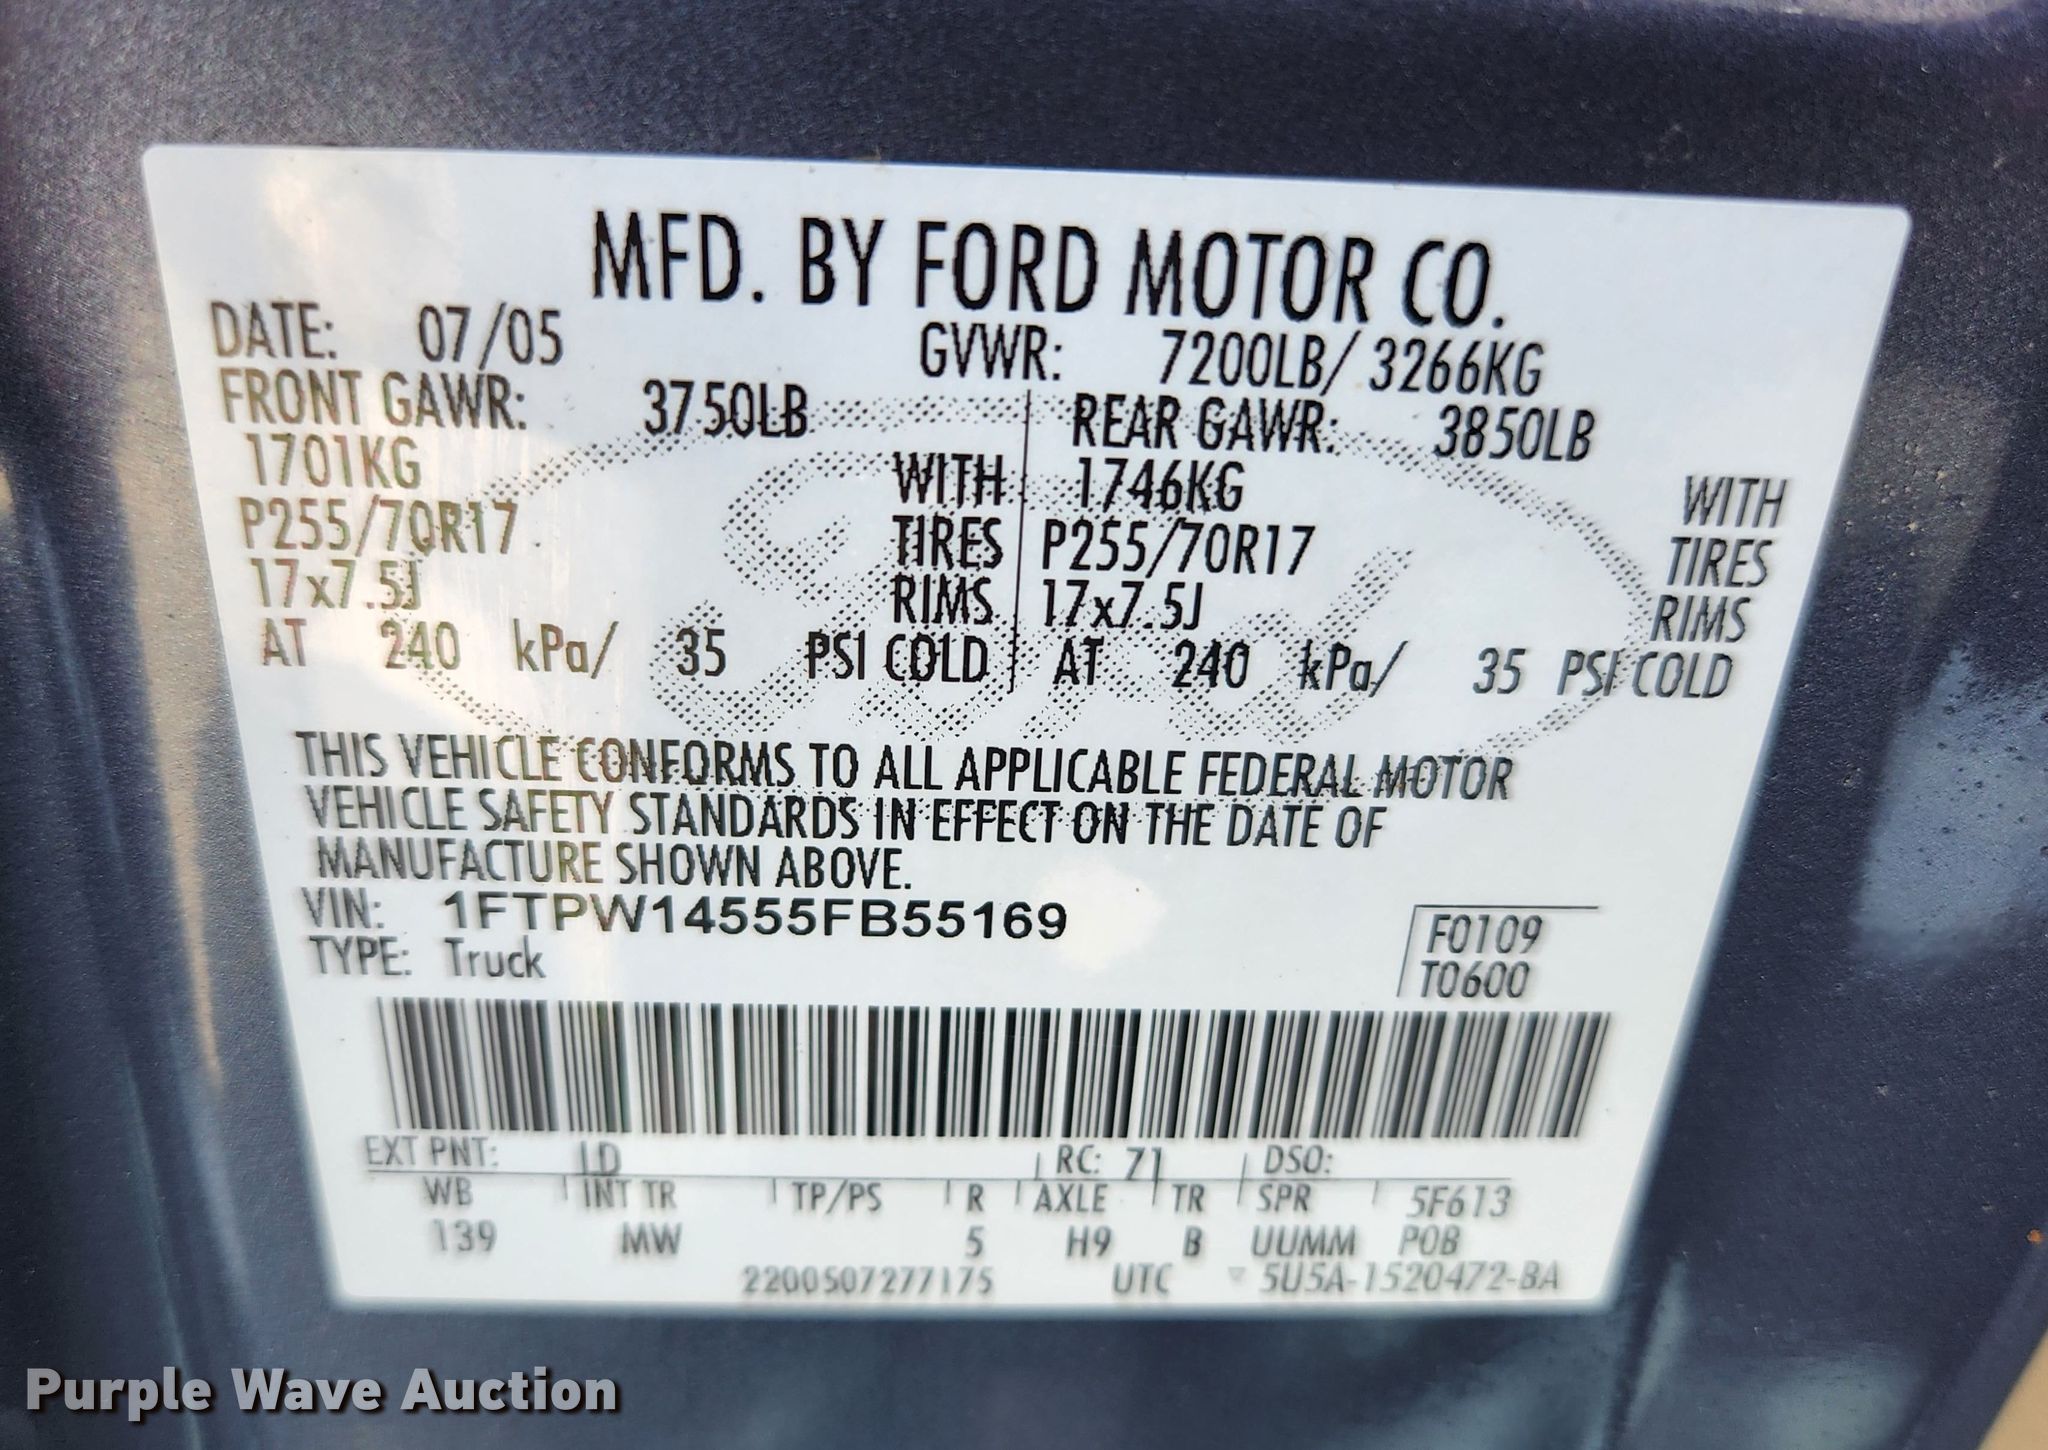 MFD. BY FORD MOTOR CO.
DATE: 07/05 GVWR: 7200LB/ 3266KG
FRONT GAWR: 3750LB REAR GAWR: 3850LB
1701KG WITH 1746KG WITH
P255/70R17 TIRES P255/70R17 TIRES
17x7.5J RIMS 17x7.5J RIMS
AT 240 kPa/ 35 PSI COLD AT 240 kPa/ 35 PSI COLD
THIS VEHICLE CONFORMS TO ALL APPLICABLE FEDERAL MOTOR
VEHICLE SAFETY STANDARDS IN EFFECT ON THE DATE OF
MANUFACTURE SHOWN ABOVE.
VIN: 1FTPW14555FB55169
TYPE: Truck
F0109
T0600
EXT PNT: LD RC: 71 DSO:
WB INT TR TP/PS R AXLE TR SPR 5F613
139 MW 5 H9 B UUMM POB
2200507277175 UTC ▽ 5U5A-1520472-BA
Purple Wave Auction